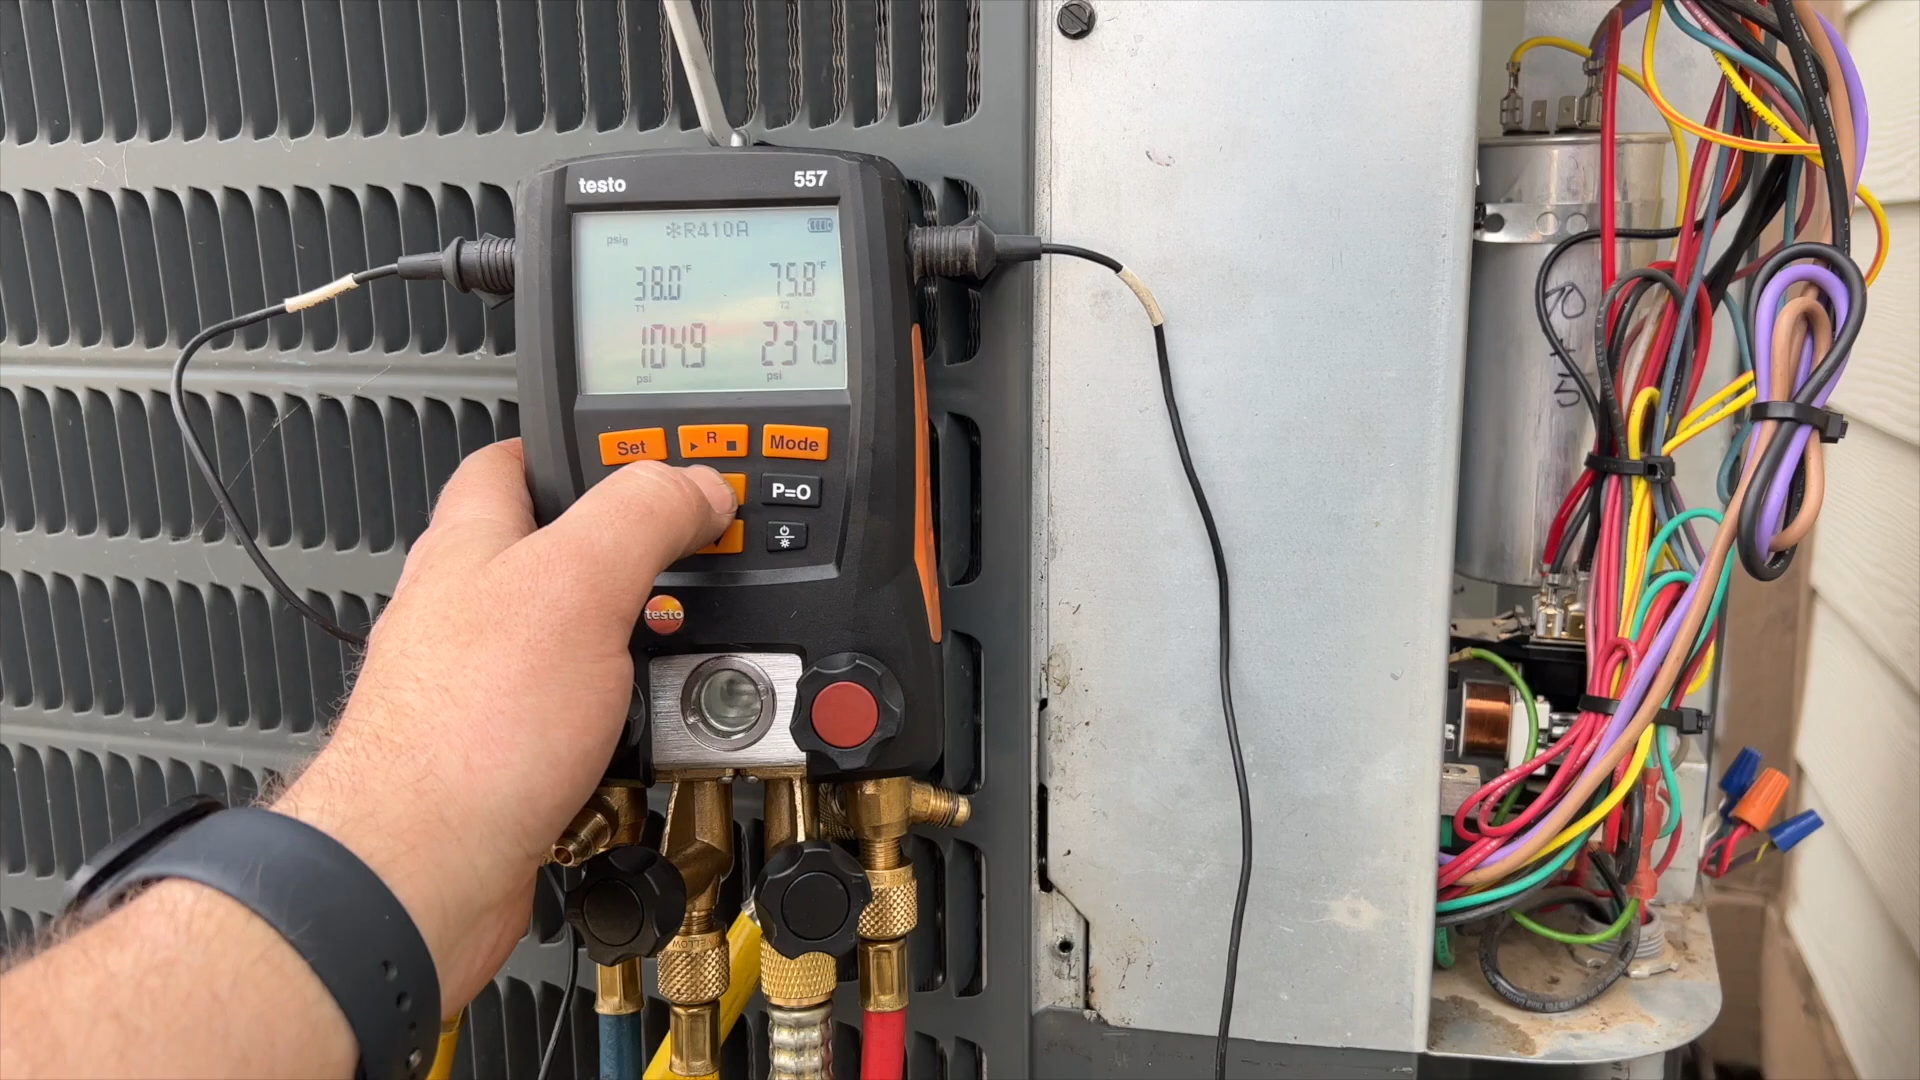 testo 557
psig ❄R410A
38.0°F 75.8°F
T1 T2
104.9 237.9
psi psi
Set R Mode
P=O
testo
YELLOW